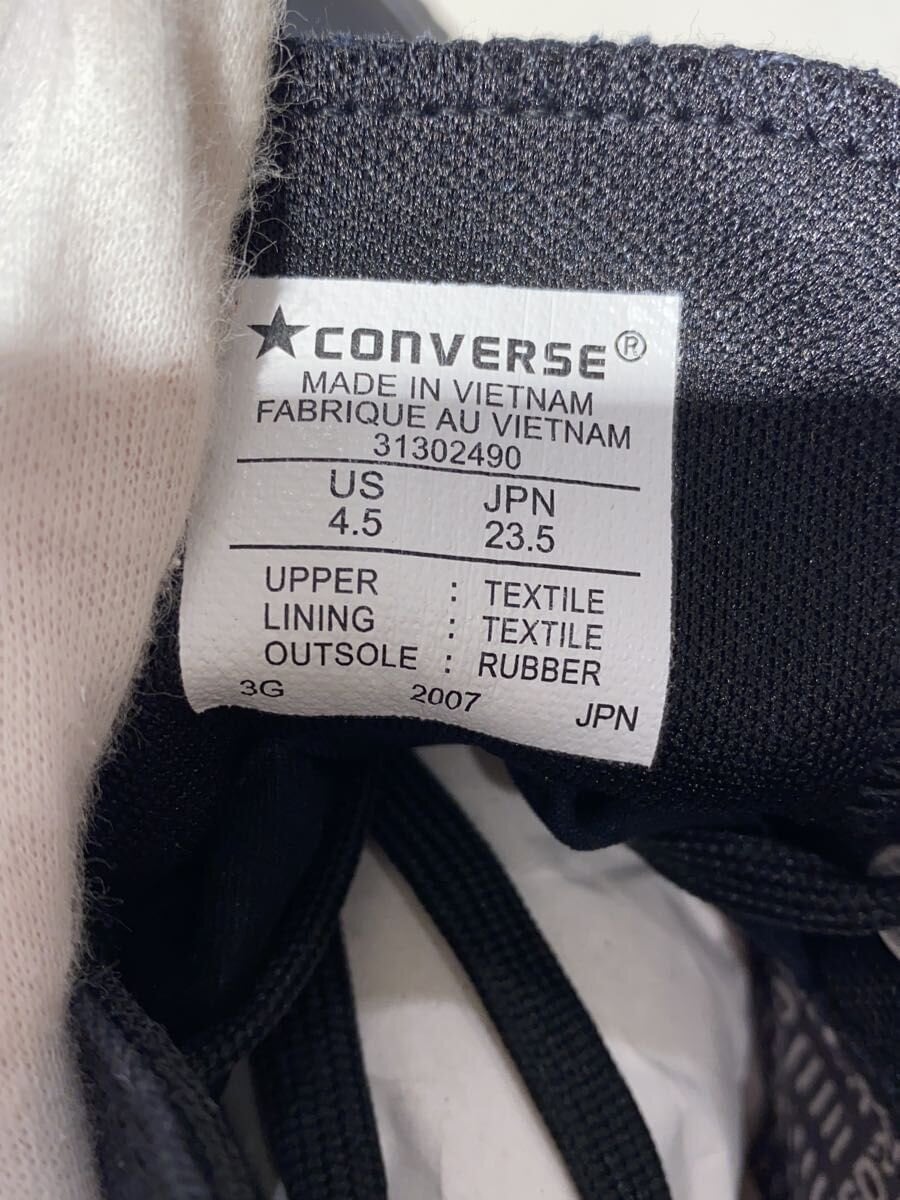 ★CONVERSE®
MADE IN VIETNAM
FABRIQUE AU VIETNAM
31302490
US JPN
4.5 23.5
UPPER : TEXTILE
LINING : TEXTILE
OUTSOLE : RUBBER
3G 2007 JPN